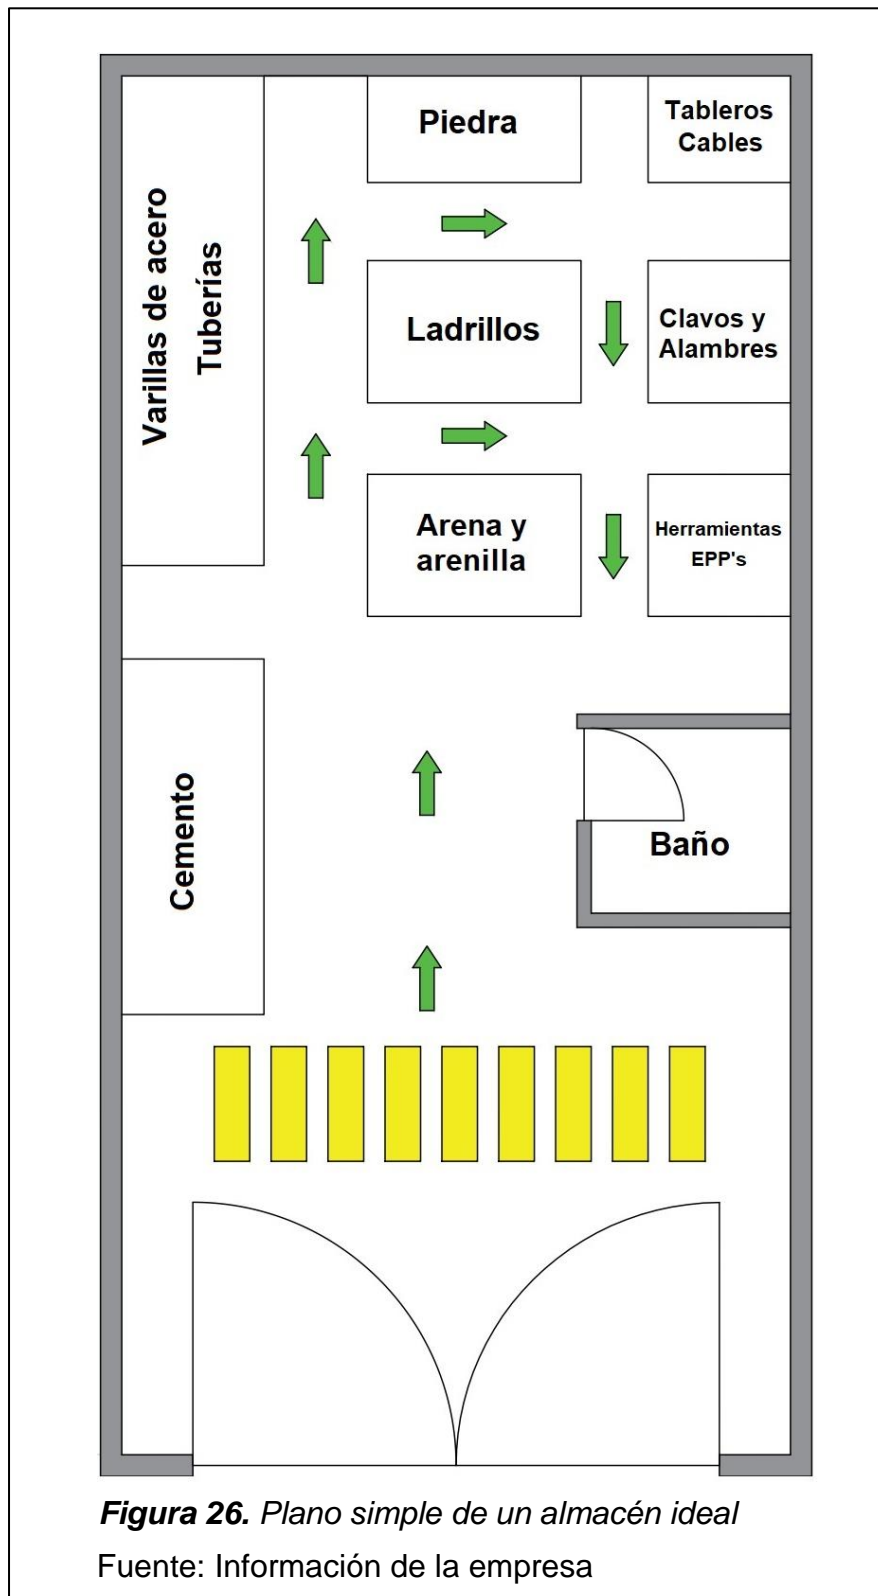 Piedra
Tableros
Cables
Varillas de acero
Tuberías
Ladrillos
Clavos y
Alambres
Arena y
arenilla
Herramientas
EPP's
Cemento
Baño
Figura 26. Plano simple de un almacén ideal
Fuente: Información de la empresa